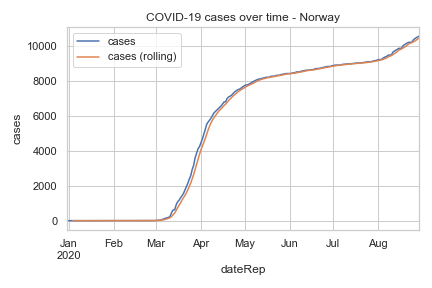 COVID-19 cases over time - Norway
cases
cases (rolling)
10000
8000
6000
4000
2000
0
cases
Jan Feb Mar Apr May Jun Jul Aug
2020
dateRep